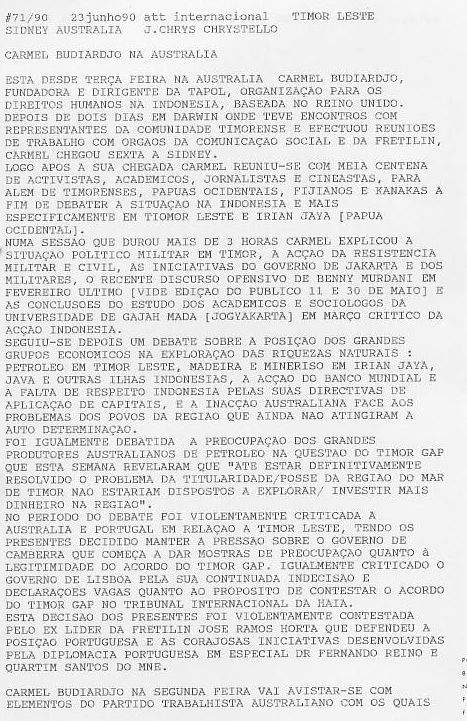 #71/90 23junho90 att internacional TIMOR LESTE
SIDNEY AUSTRALIA J.CHRYS CHRYSTELLO
CARMEL BUDIARDJO NA AUSTRALIA
ESTA DESDE TERÇA FEIRA NA AUSTRALIA CARMEL BUDIARDJO,
FUNDADORA E DIRIGENTE DA TAPOL, ORGANIZAÇAO PARA OS
DIREITOS HUMANOS NA INDONESIA, BASEADA NO REINO UNIDO.
DEPOIS DE DOIS DIAS EM DARWIN ONDE TEVE ENCONTROS COM
REPRESENTANTES DA COMUNIDADE TIMORENSE E EFECTUOU REUNIOES
DE TRABALHO COM ORGAOS DA COMUNICAÇAO SOCIAL E DA FRETILIN,
CARMEL CHEGOU SEXTA A SIDNEY.
LOGO APOS A SUA CHEGADA CARMEL REUNIU-SE COM MEIA CENTENA
DE ACTIVISTAS, ACADEMICOS, JORNALISTAS E CINEASTAS, PARA
ALEM DE TIMORENSES, PAPUAS OCIDENTAIS, FIJIANOS E KANAKAS A
FIM DE DEBATER A SITUAÇAO NA INDONESIA E MAIS
ESPECIFICAMENTE EM TIOMOR LESTE E IRIAN JAYA [PAPUA
OCIDENTAL].
NUMA SESSAO QUE DUROU MAIS DE 3 HORAS CARMEL EXPLICOU A
SITUAÇAO POLITICO MILITAR EM TIMOR, A ACÇAO DA RESISTENCIA
MILITAR E CIVIL, AS INICIATIVAS DO GOVERNO DE JAKARTA E DOS
MILITARES, O RECENTE DISCURSO OFENSIVO DE BENNY MURDANI EM
FEVEREIRO ULTIMO [VIDE EDIÇAO DO PUBLICO 11 E 30 DE MAIO] E
AS CONCLUSOES DO ESTUDO DOS ACADEMICOS E SOCIOLOGOS DA
UNIVERSIDADE DE GAJAH MADA [JOGYAKARTA] EM MARÇO CRITICO DA
ACÇAO INDONESIA.
SEGUIU-SE DEPOIS UM DEBATE SOBRE A POSIÇAO DOS GRANDES
GRUPOS ECONOMICOS NA EXPLORAÇAO DAS RIQUEZAS NATURAIS :
PETROLEO EM TIMOR LESTE, MADEIRA E MINERISO EM IRIAN JAYA,
JAVA E OUTRAS ILHAS INDONESIAS, A ACÇAO DO BANCO MUNDIAL E
A FALTA DE RESPEITO INDONESIA PELAS SUAS DIRECTIVAS DE
APLICAÇAO DE CAPITAIS, E A INACÇAO AUSTRALIANA FACE AOS
PROBLEMAS DOS POVOS DA REGIAO QUE AINDA NAO ATINGIRAM A
AUTO DETERMINAÇAO.
FOI IGUALMENTE DEBATIDA A PREOCUPAÇAO DOS GRANDES
PRODUTORES AUSTRALIANOS DE PETROLEO NA QUESTAO DO TIMOR GAP
QUE ESTA SEMANA REVELARAM QUE "ATE ESTAR DEFINITIVAMENTE
RESOLVIDO O PROBLEMA DA TITULARIDADE/POSSE DA REGIAO DO MAR
DE TIMOR NAO ESTARIAM DISPOSTOS A EXPLORAR/ INVESTIR MAIS
DINHEIRO NA REGIAO".
NO PERIODO DO DEBATE FOI VIOLENTAMENTE CRITICADA A
AUSTRALIA E PORTUGAL EM RELAÇAO A TIMOR LESTE, TENDO OS
PRESENTES DECIDIDO MANTER A PRESSAO SOBRE O GOVERNO DE
CAMBERRA QUE COMEÇA A DAR MOSTRAS DE PREOCUPAÇAO QUANTO à
LEGITIMIDADE DO ACORDO DO TIMOR GAP. IGUALMENTE CRITICADO O
GOVERNO DE LISBOA PELA SUA CONTINUADA INDECISAO E
DECLARAÇOES VAGAS QUANTO AO PROPOSITO DE CONTESTAR O ACORDO
DO TIMOR GAP NO TRIBUNAL INTERNACIONAL DA HAIA.
ESTA DECISAO DOS PRESENTES FOI VIOLENTAMENTE CONTESTADA
PELO EX LIDER DA FRETILIN JOSE RAMOS HORTA QUE DEFENDEU A
POSIÇAO PORTUGUESA E AS CORAJOSAS INICIATIVAS DESENVOLVIDAS
PELA DIPLOMACIA PORTUGUESA EM ESPECIAL DR FERNANDO REINO E
QUARTIM SANTOS DO MNE.
CARMEL BUDIARDJO NA SEGUNDA FEIRA VAI AVISTAR-SE COM
ELEMENTOS DO PARTIDO TRABALHISTA AUSTRALIANO COM OS QUAIS